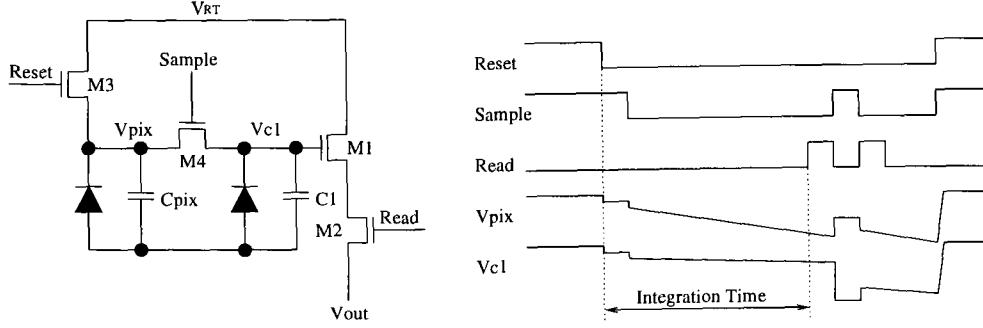 VRT
Sample
Reset
M3
Vpix
Vc1
M1
M4
Cpix
C1
M2
Read
Vout
Reset
Sample
Read
Vpix
Vc1
Integration Time